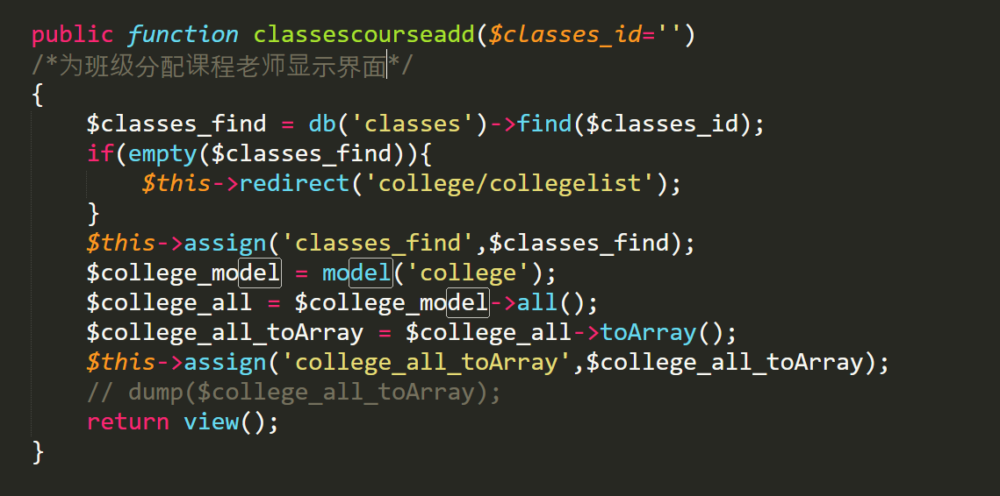 public function classescourseadd($classes_id='')
/*为班级分配课程老师显示界面*/
{
    $classes_find = db('classes')->find($classes_id);
    if(empty($classes_find)){
        $this->redirect('college/collegelist');
    }
    $this->assign('classes_find',$classes_find);
    $college_model = model('college');
    $college_all = $college_model->all();
    $college_all_toArray = $college_all->toArray();
    $this->assign('college_all_toArray',$college_all_toArray);
    // dump($college_all_toArray);
    return view();
}